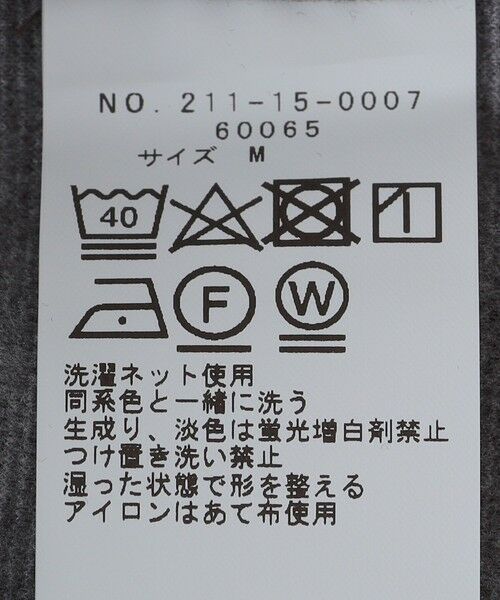 NO. 211-15-0007
60065
サイズ M
40
F W
洗濯ネット使用
同系色と一緒に洗う
生成り、淡色は蛍光増白剤禁止
つけ置き洗い禁止
湿った状態で形を整える
アイロンはあて布使用